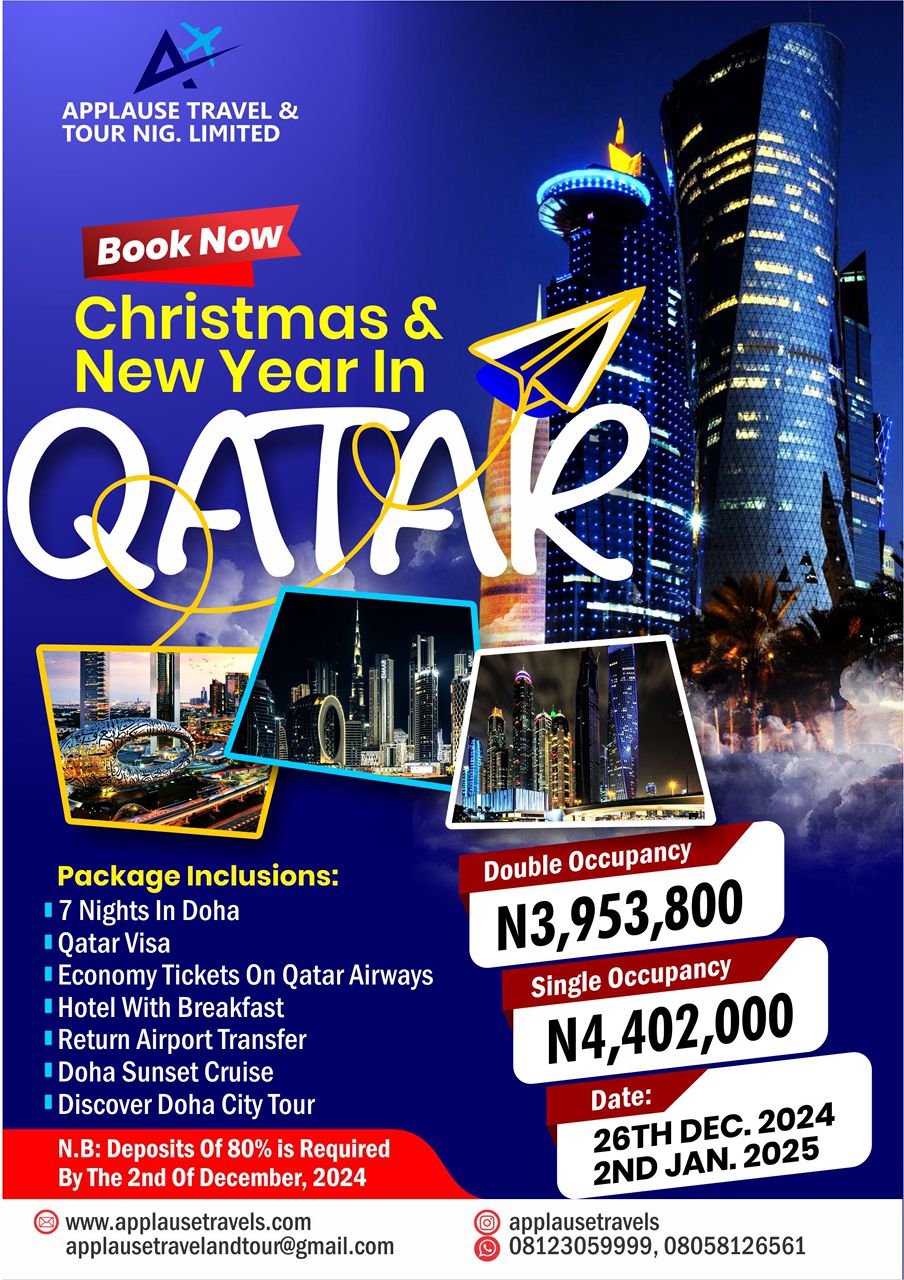 APPLAUSE TRAVEL &
TOUR NIG. LIMITED
Book Now
Christmas &
New Year In
QATAR
Package Inclusions:
7 Nights In Doha
Qatar Visa
Economy Tickets On Qatar Airways
Hotel With Breakfast
Return Airport Transfer
Doha Sunset Cruise
Discover Doha City Tour
Double Occupancy
N3,953,800
Single Occupancy
N4,402,000
Date:
26TH DEC. 2024
2ND JAN. 2025
N.B: Deposits Of 80% is Required
By The 2nd Of December, 2024
www.applausetravels.com
applausetravelandtour@gmail.com
applausetravels
08123059999, 08058126561